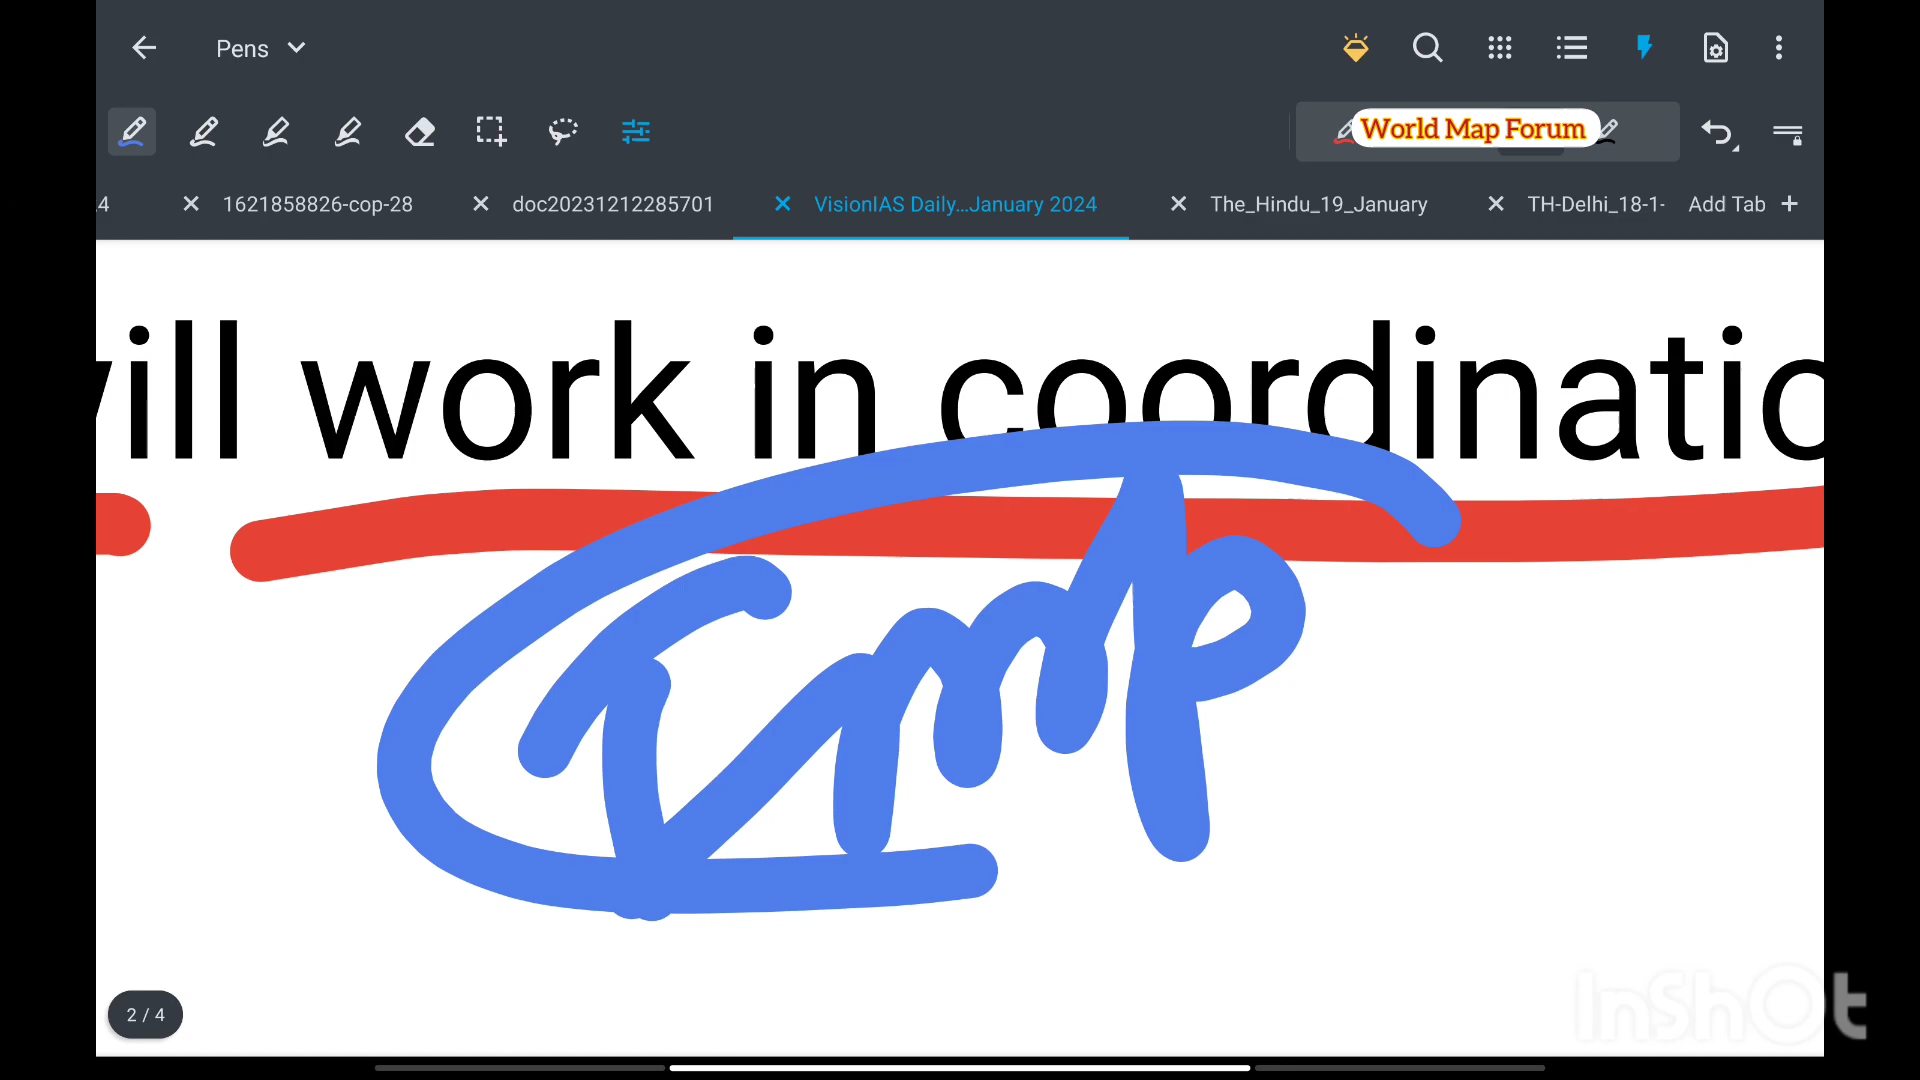 Pens
World Map Forum
.4 1621858826-cop-28 doc20231212285701 VisionIAS Daily...January 2024 The_Hindu_19_January TH-Delhi_18-1- Add Tab +
will work in coordinatio
Imp
2 / 4
InShOt